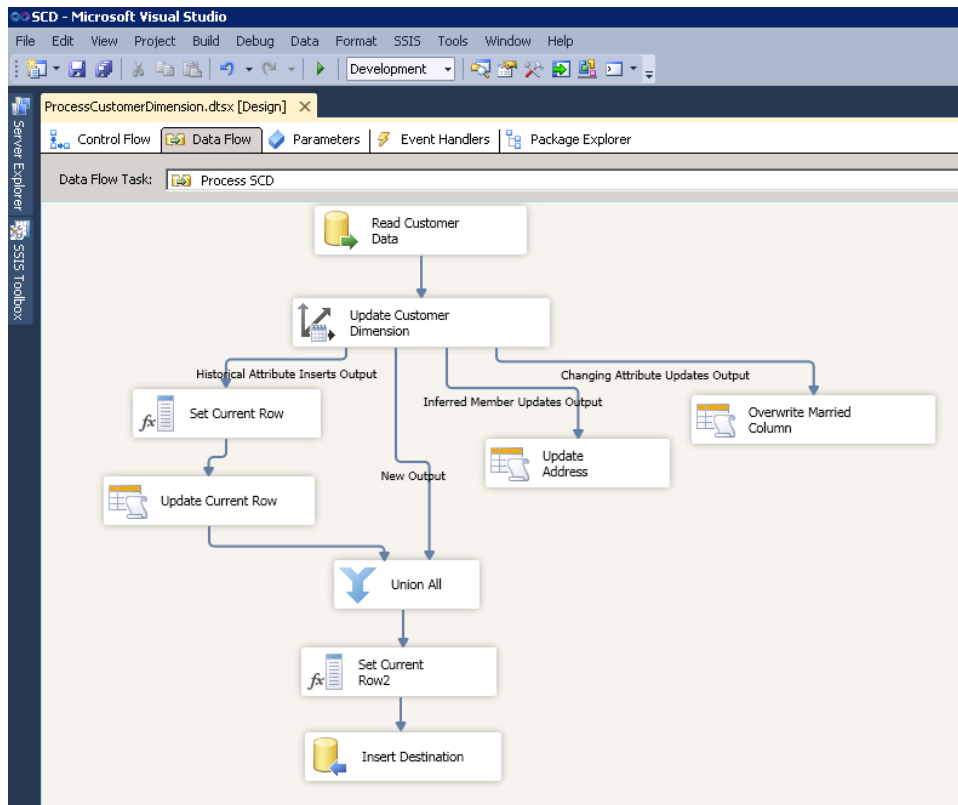 SCD - Microsoft Visual Studio
File Edit View Project Build Debug Data Format SSIS Tools Window Help
Development
ProcessCustomerDimension.dtsx [Design]
Server Explorer
SSIS Toolbox
Control Flow Data Flow Parameters Event Handlers Package Explorer
Data Flow Task: Process SCD
Read Customer
Data
Update Customer
Dimension
Historical Attribute Inserts Output
Changing Attribute Updates Output
Inferred Member Updates Output
Set Current Row
Overwrite Married
Column
Update
Address
New Output
Update Current Row
Union All
Set Current
Row2
Insert Destination